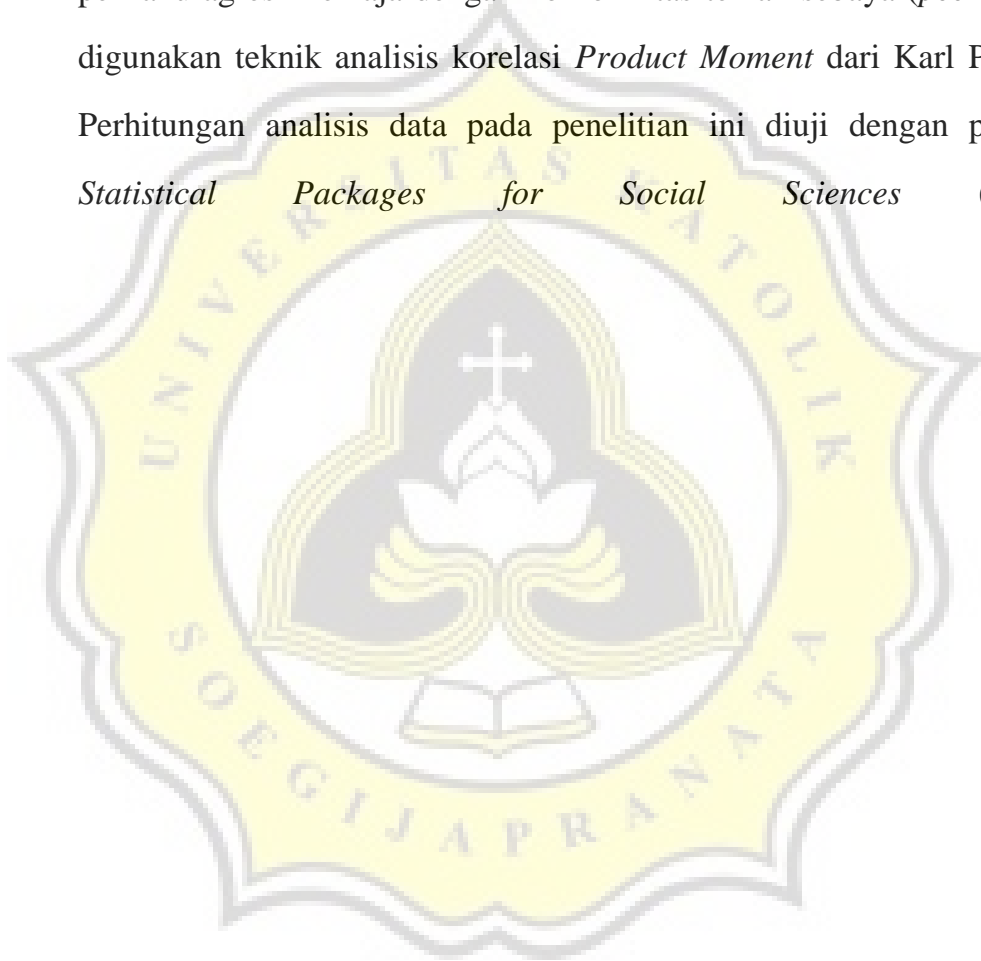 digunakan teknik analisis korelasi Product Moment dari Karl
Perhitungan analisis data pada penelitian ini diuji dengan
Statistical Packages for Social Sciences
UNIVERSITAS KATOLIK
SOEGIJAPRANATA